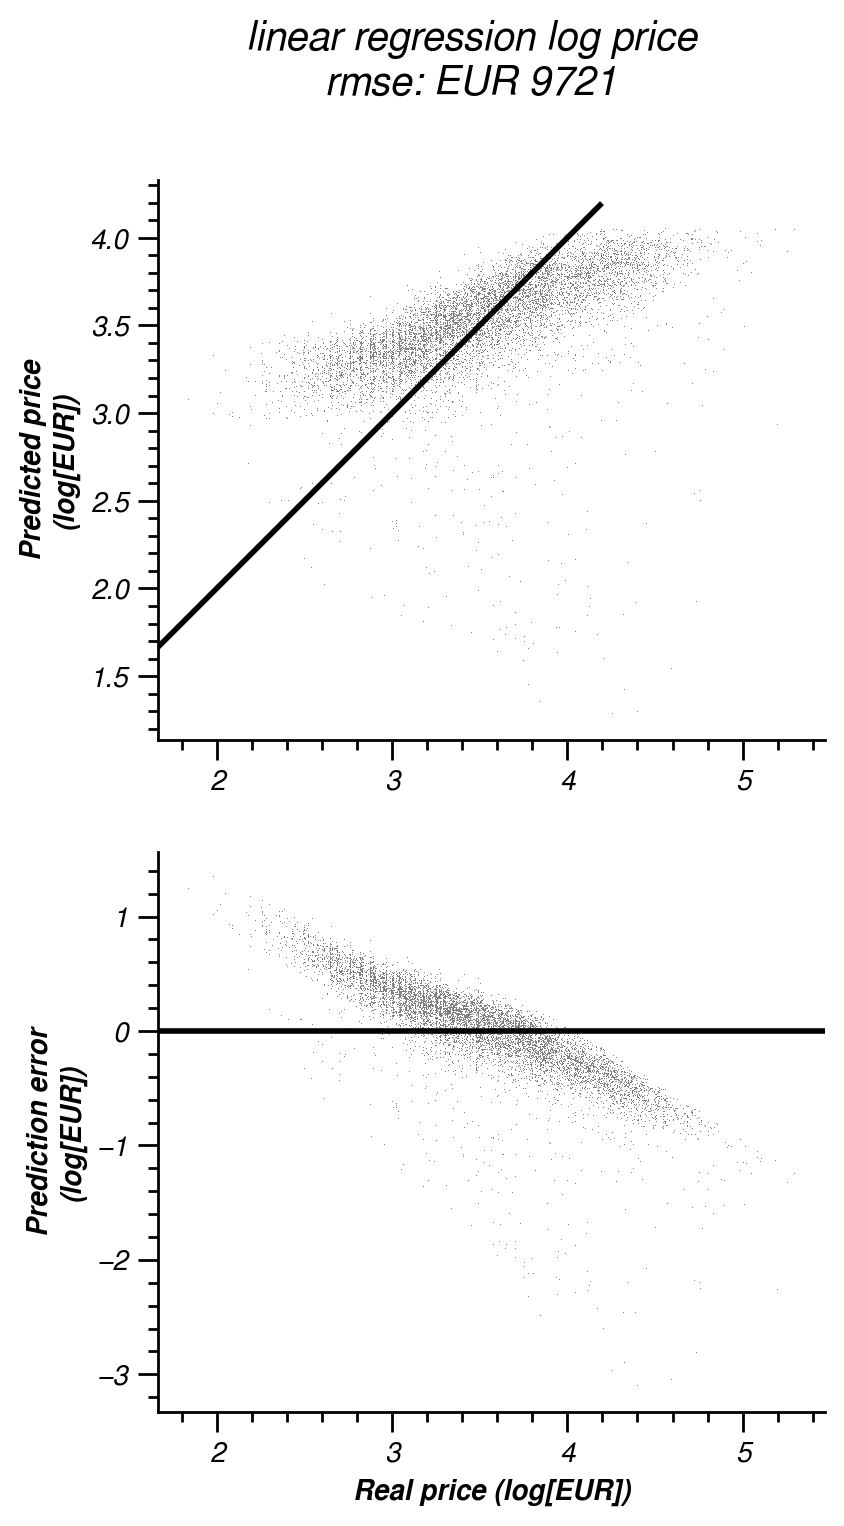 linear regression log price
rmse: EUR 9721
Predicted price
(log[EUR])
4.0
3.5
3.0
2.5
2.0
1.5
2 3 4 5
Prediction error
(log[EUR])
1
0
−1
−2
−3
2 3 4 5
Real price (log[EUR])